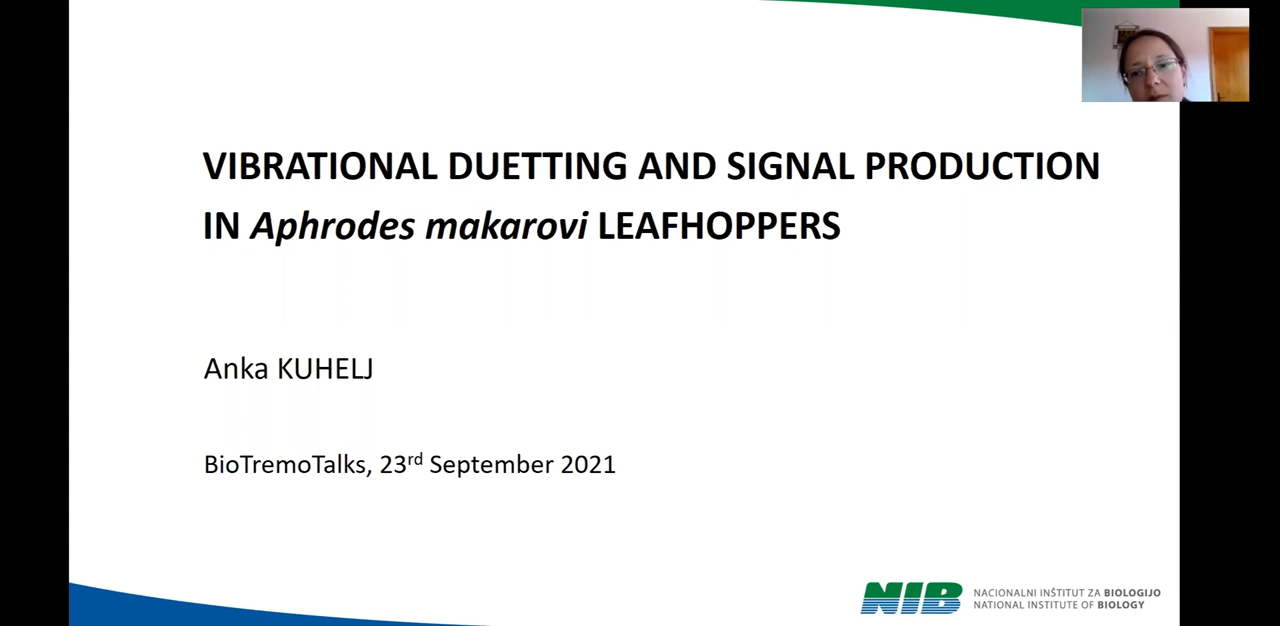 VIBRATIONAL DUETTING AND SIGNAL PRODUCTION
IN Aphrodes makarovi LEAFHOPPERS
Anka KUHELJ
BioTremoTalks, 23rd September 2021
NIB
NACIONALNI INŠTITUT ZA BIOLOGIJO
NATIONAL INSTITUTE OF BIOLOGY